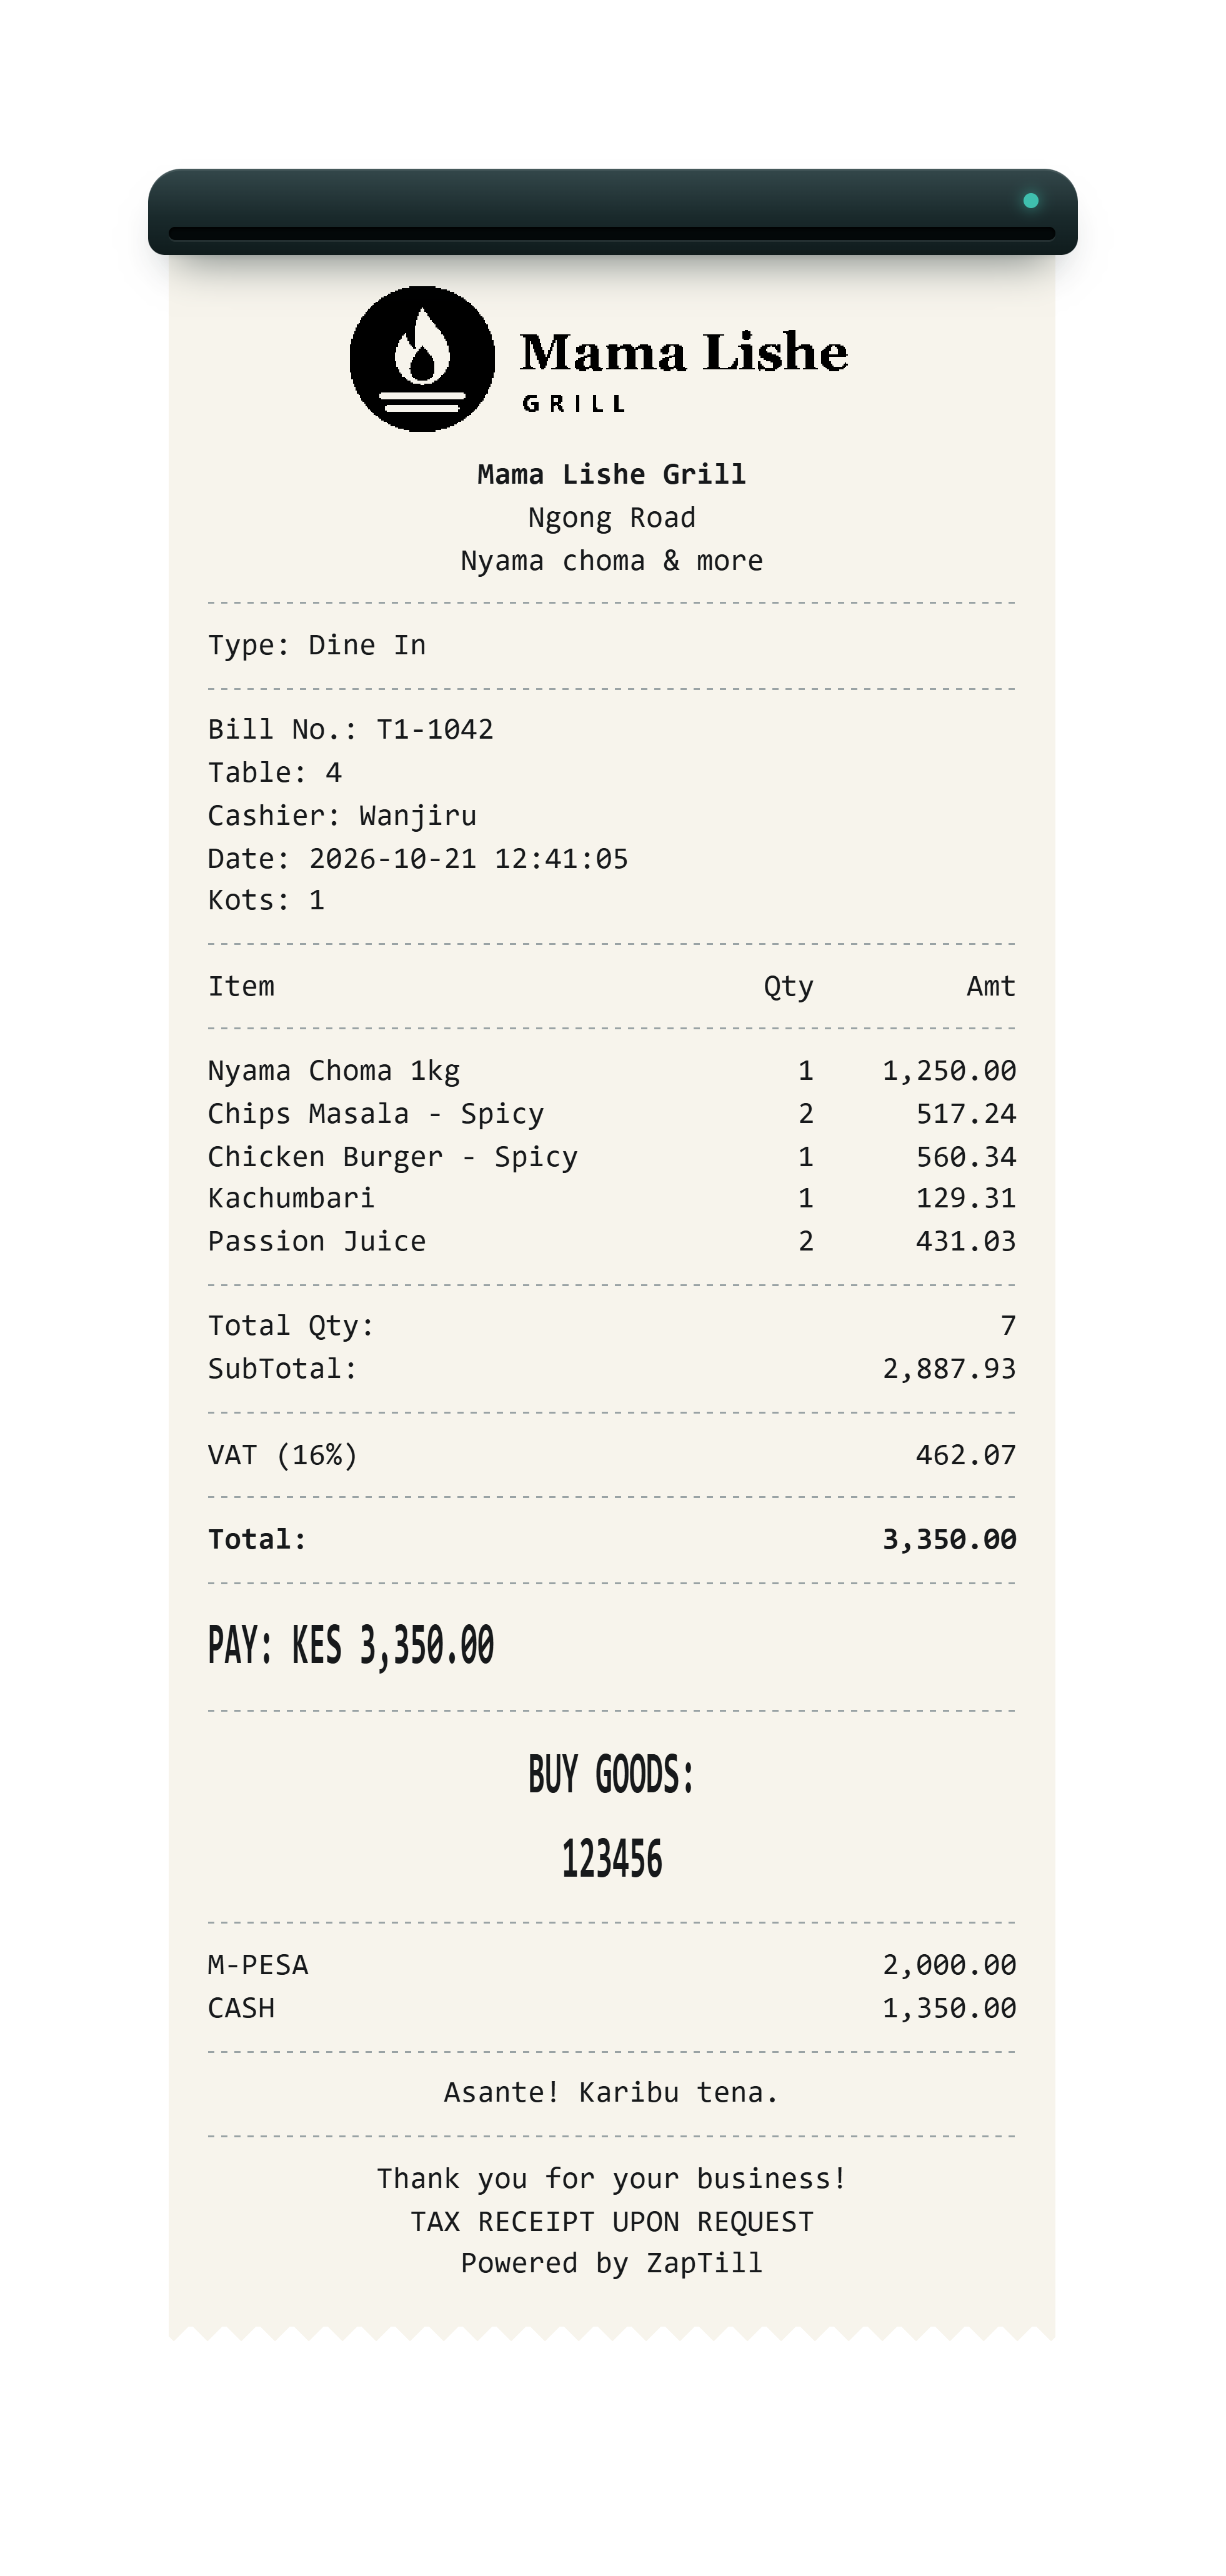 Mama Lishe
GRILL
Mama Lishe Grill
Ngong Road
Nyama choma & more
Type: Dine In
Bill No.: T1-1042
Table: 4
Cashier: Wanjiru
Date: 2026-10-21 12:41:05
Kots: 1
Item Qty Amt
Nyama Choma 1kg 1 1,250.00
Chips Masala - Spicy 2 517.24
Chicken Burger - Spicy 1 560.34
Kachumbari 1 129.31
Passion Juice 2 431.03
Total Qty: 7
SubTotal: 2,887.93
VAT (16%) 462.07
Total: 3,350.00
PAY: KES 3,350.00
BUY GOODS:
123456
M-PESA 2,000.00
CASH 1,350.00
Asante! Karibu tena.
Thank you for your business!
TAX RECEIPT UPON REQUEST
Powered by ZapTill